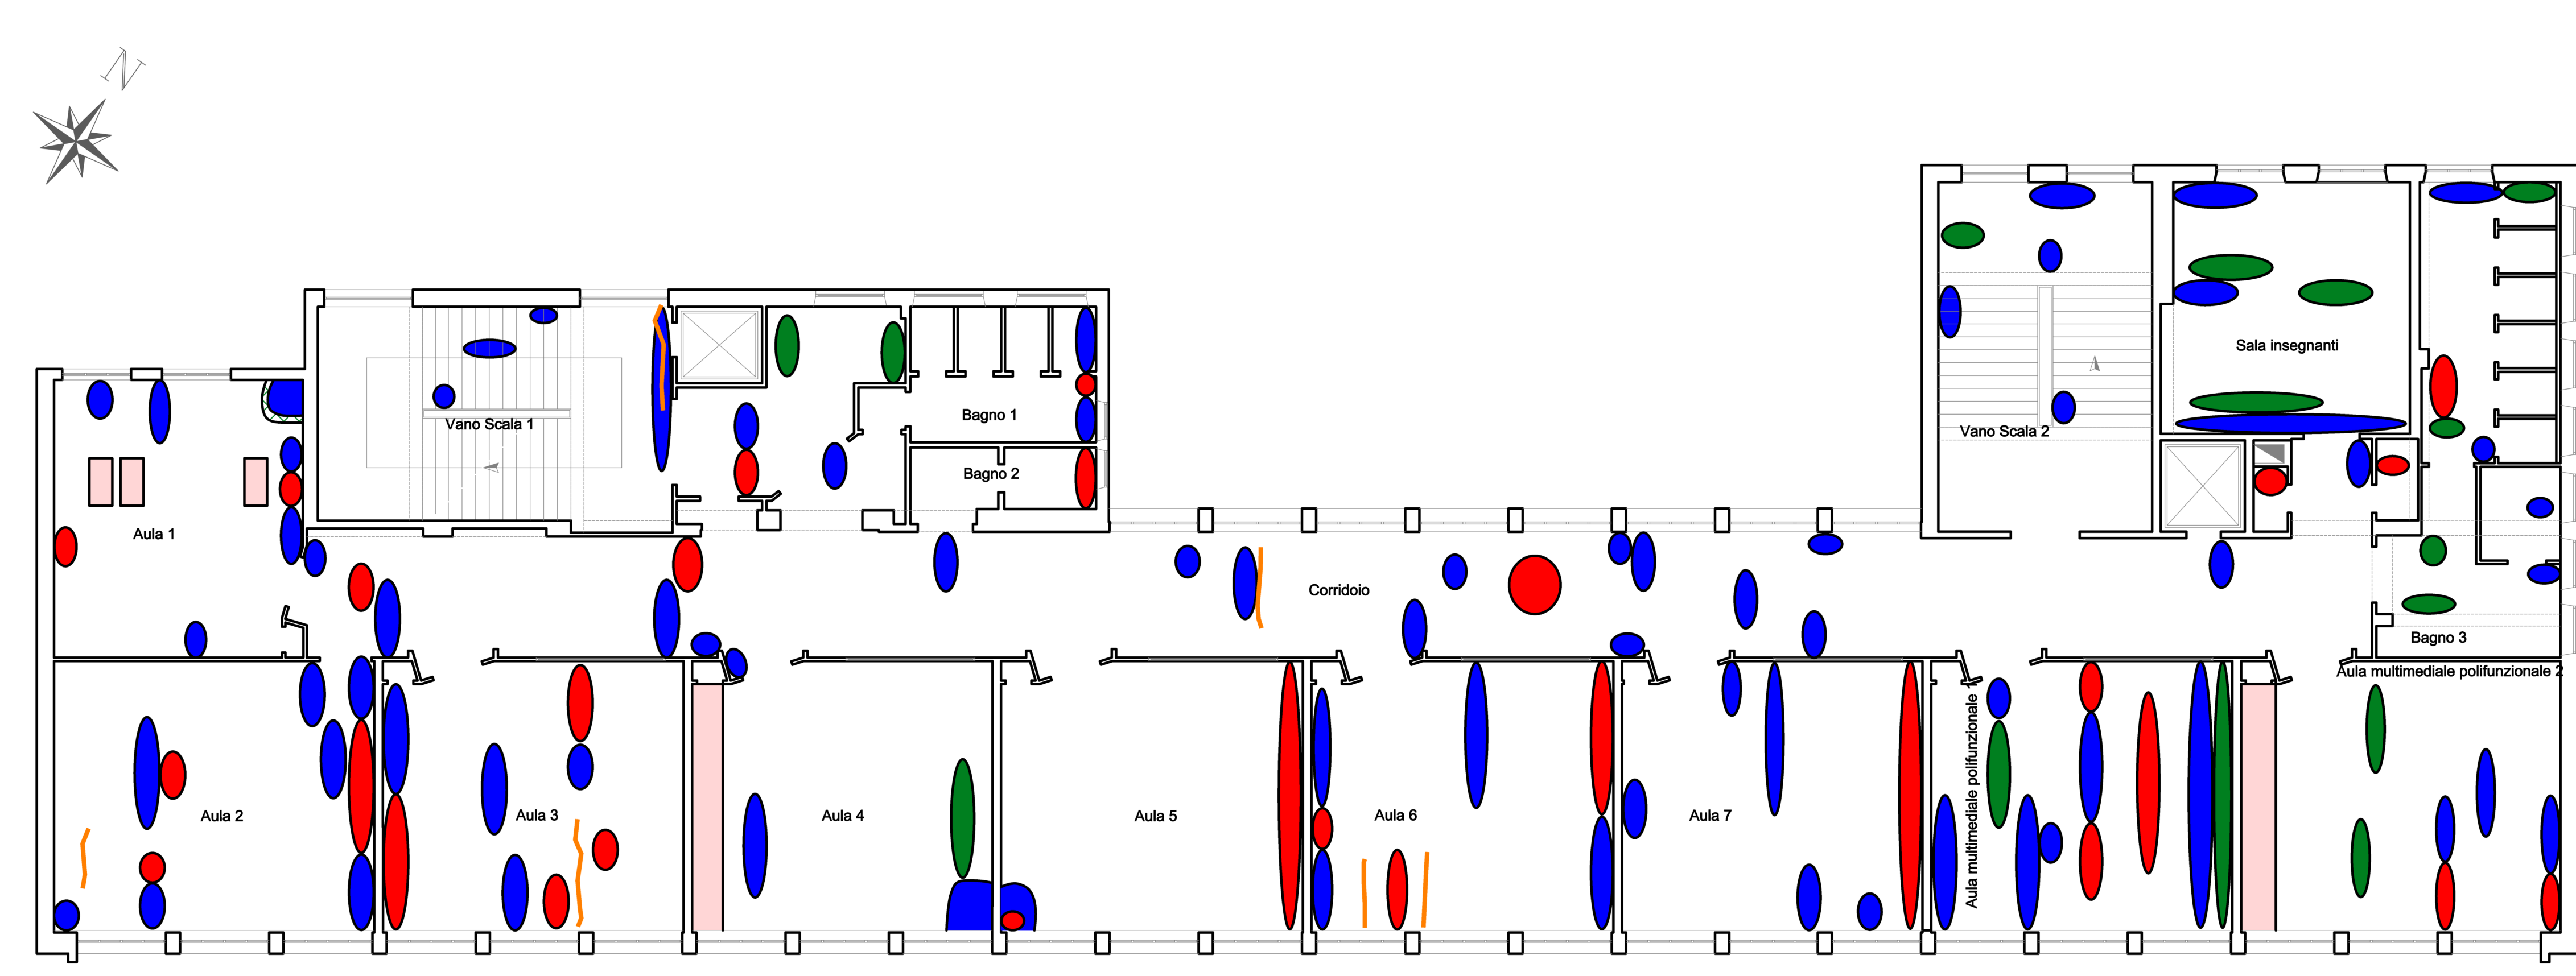 N
Vano Scala 1
Bagno 1
Bagno 2
Aula 1
Vano Scala 2
Sala insegnanti
Corridoio
Bagno 3
Aula multimediale polifunzionale 2
Aula 2
Aula 3
Aula 4
Aula 5
Aula 6
Aula 7
Aula multimediale polifunzionale